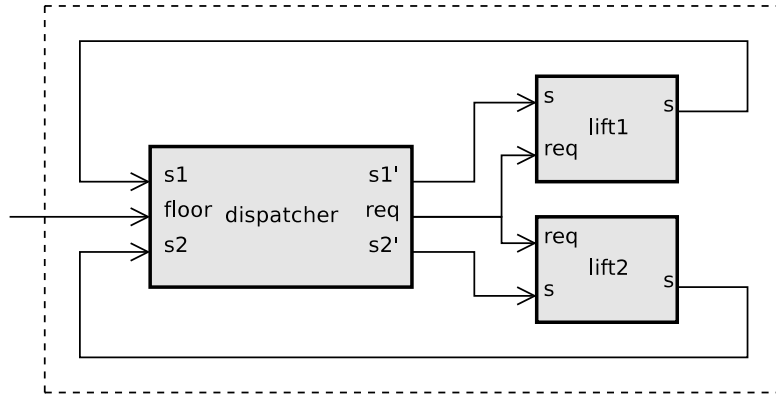 s1
floor
s2
dispatcher
s1'
req
s2'
s
req
lift1
s
req
s
lift2
s